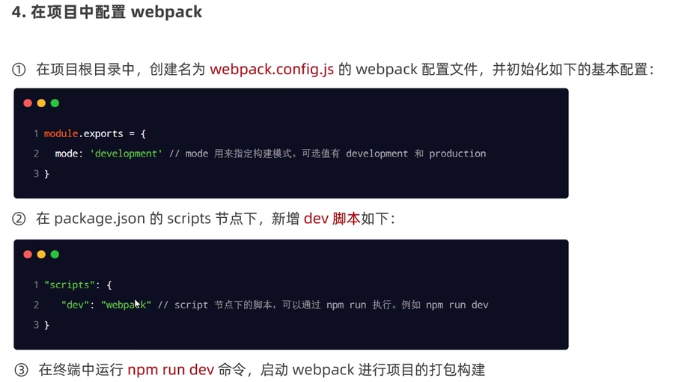 4. 在项目中配置 webpack
① 在项目根目录中，创建名为 webpack.config.js 的 webpack 配置文件，并初始化如下的基本配置：
1 module.exports = {
2   mode: 'development' // mode 用来指定构建模式。可选值有 development 和 production
3 }
② 在 package.json 的 scripts 节点下，新增 dev 脚本如下：
1 "scripts": {
2   "dev": "webpack" // script 节点下的脚本，可以通过 npm run 执行。例如 npm run dev
3 }
③ 在终端中运行 npm run dev 命令，启动 webpack 进行项目的打包构建